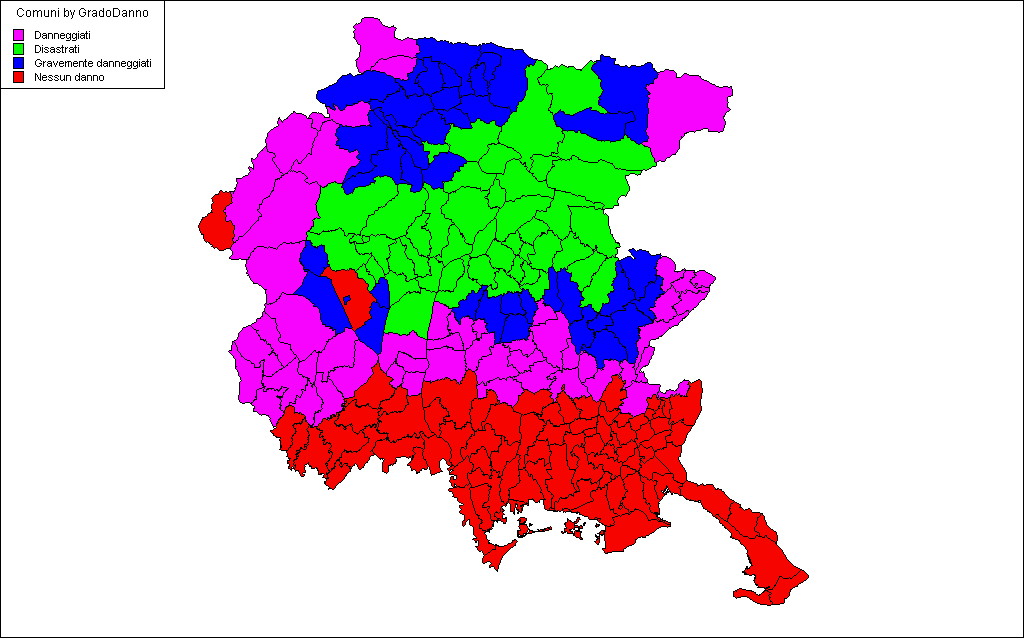 Comuni by GradoDanno
Danneggiati
Disastrati
Gravemente danneggiati
Nessun danno